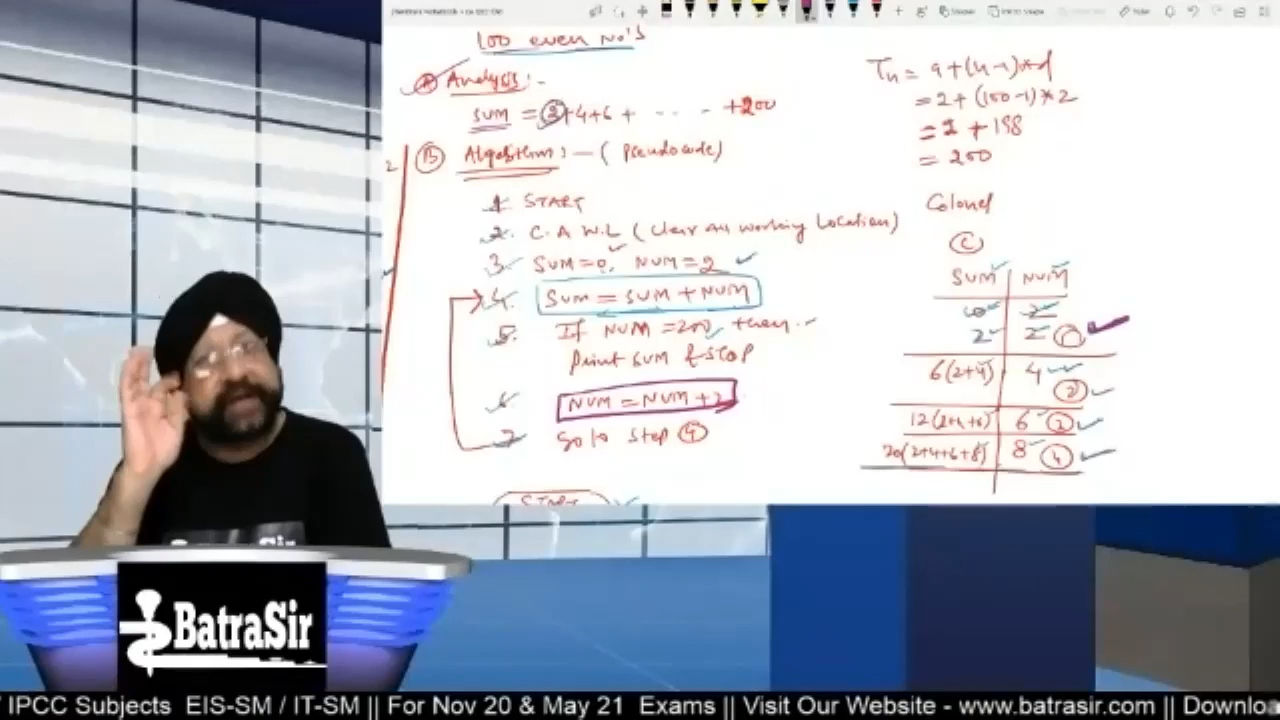 100 even No's
(A) Analysis :-
SUM = 2+4+6 + ..... +200
(B) Algorithm :- (Pseudocode)
1. START
2. C.A.W.L (Clear All working Location)
3. SUM=0, NUM=2
4. SUM = SUM + NUM
5. If NUM =200, then
Print SUM & STOP
6. NUM = NUM + 2
7. Go to Step (4)
START
Tn = a+(n-1)*d
= 2+(100-1)*2
= 2 + 198
= 200
(C)
SUM NUM
0 2
2 2 (1)
6(2+4) 4
(2)
12(2+4+6) 6
20(2+4+6+8) 8 (4)
BatraSir
IPCC Subjects EIS-SM / IT-SM || For Nov 20 & May 21 Exams || Visit Our Website - www.batrasir.com || Downloa